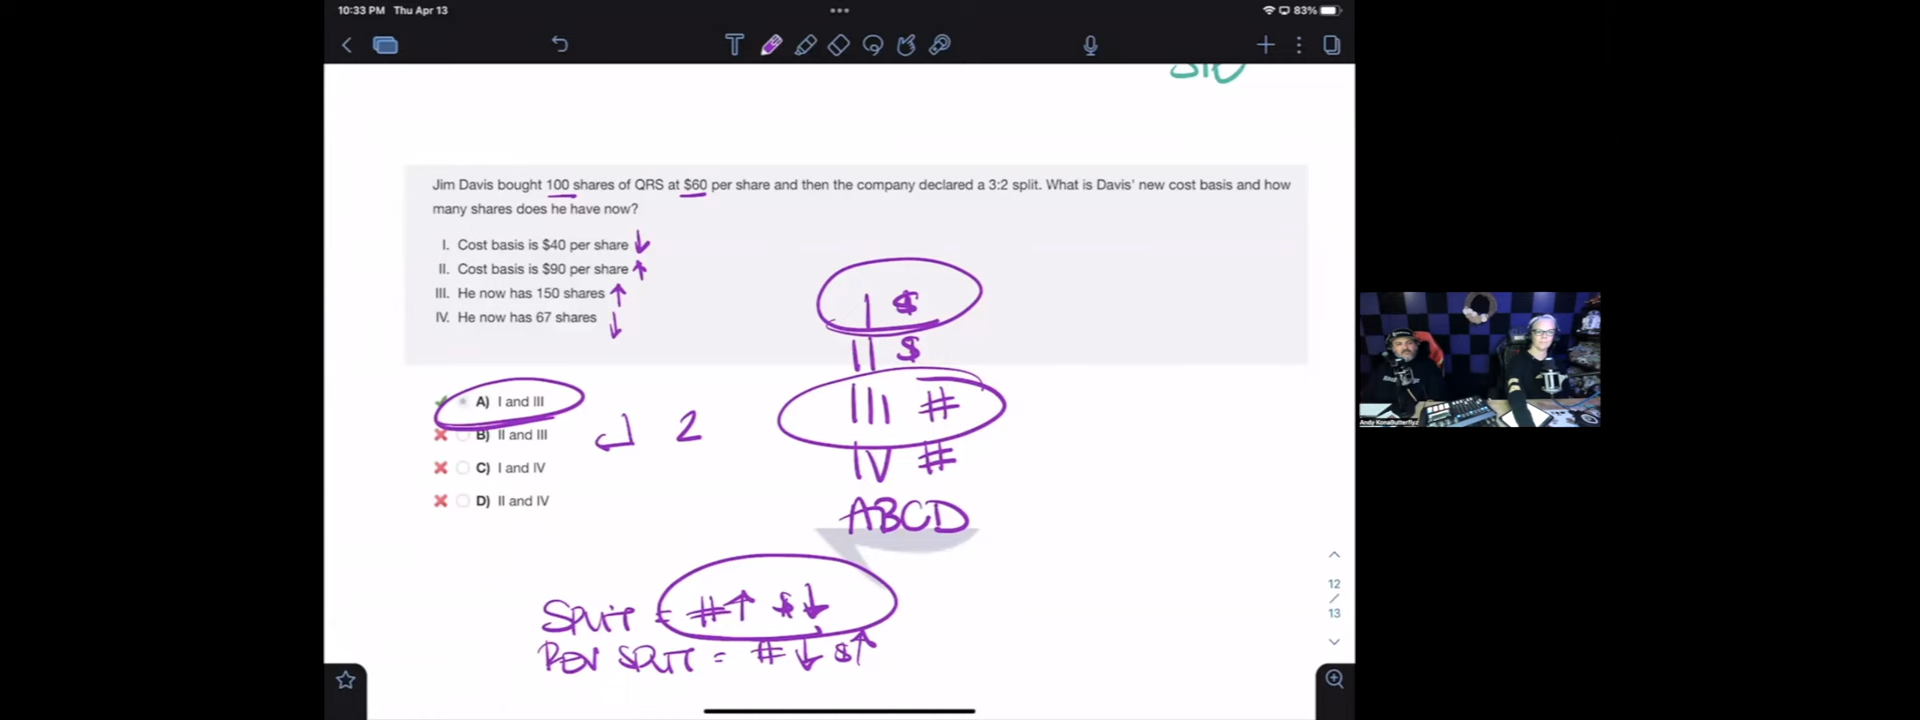 10:33 PM Thu Apr 13
83%
SIE
Jim Davis bought 100 shares of QRS at $60 per share and then the company declared a 3:2 split. What is Davis' new cost basis and how
many shares does he have now?
I. Cost basis is $40 per share ↓
II. Cost basis is $90 per share ↑
III. He now has 150 shares ↑
IV. He now has 67 shares ↓
I $
II $
III #
IV #
ABCD
A) I and III
B) II and III
C) I and IV
D) II and IV
2
SPLIT = #↑ $↓
REV SPLIT = #↓ $↑
12
/
13
Andy KonaButterflyz